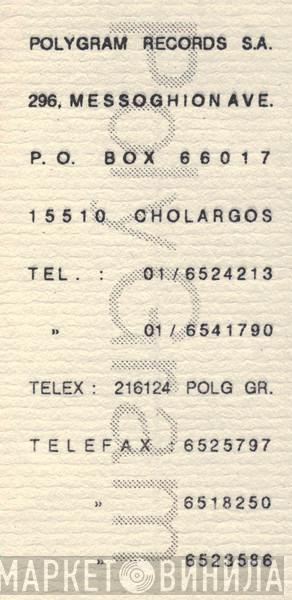 POLYGRAM RECORDS S.A.
296, MESSOGHION AVE.
P.O. BOX 66017
15510 CHOLARGOS
TEL. : 01/6524213
» 01/6541790
TELEX : 216124 POLG GR.
TELEFAX : 6525797
» 6518250
» 6523586
PolyGram
МАРКЕТ ВИНИЛА